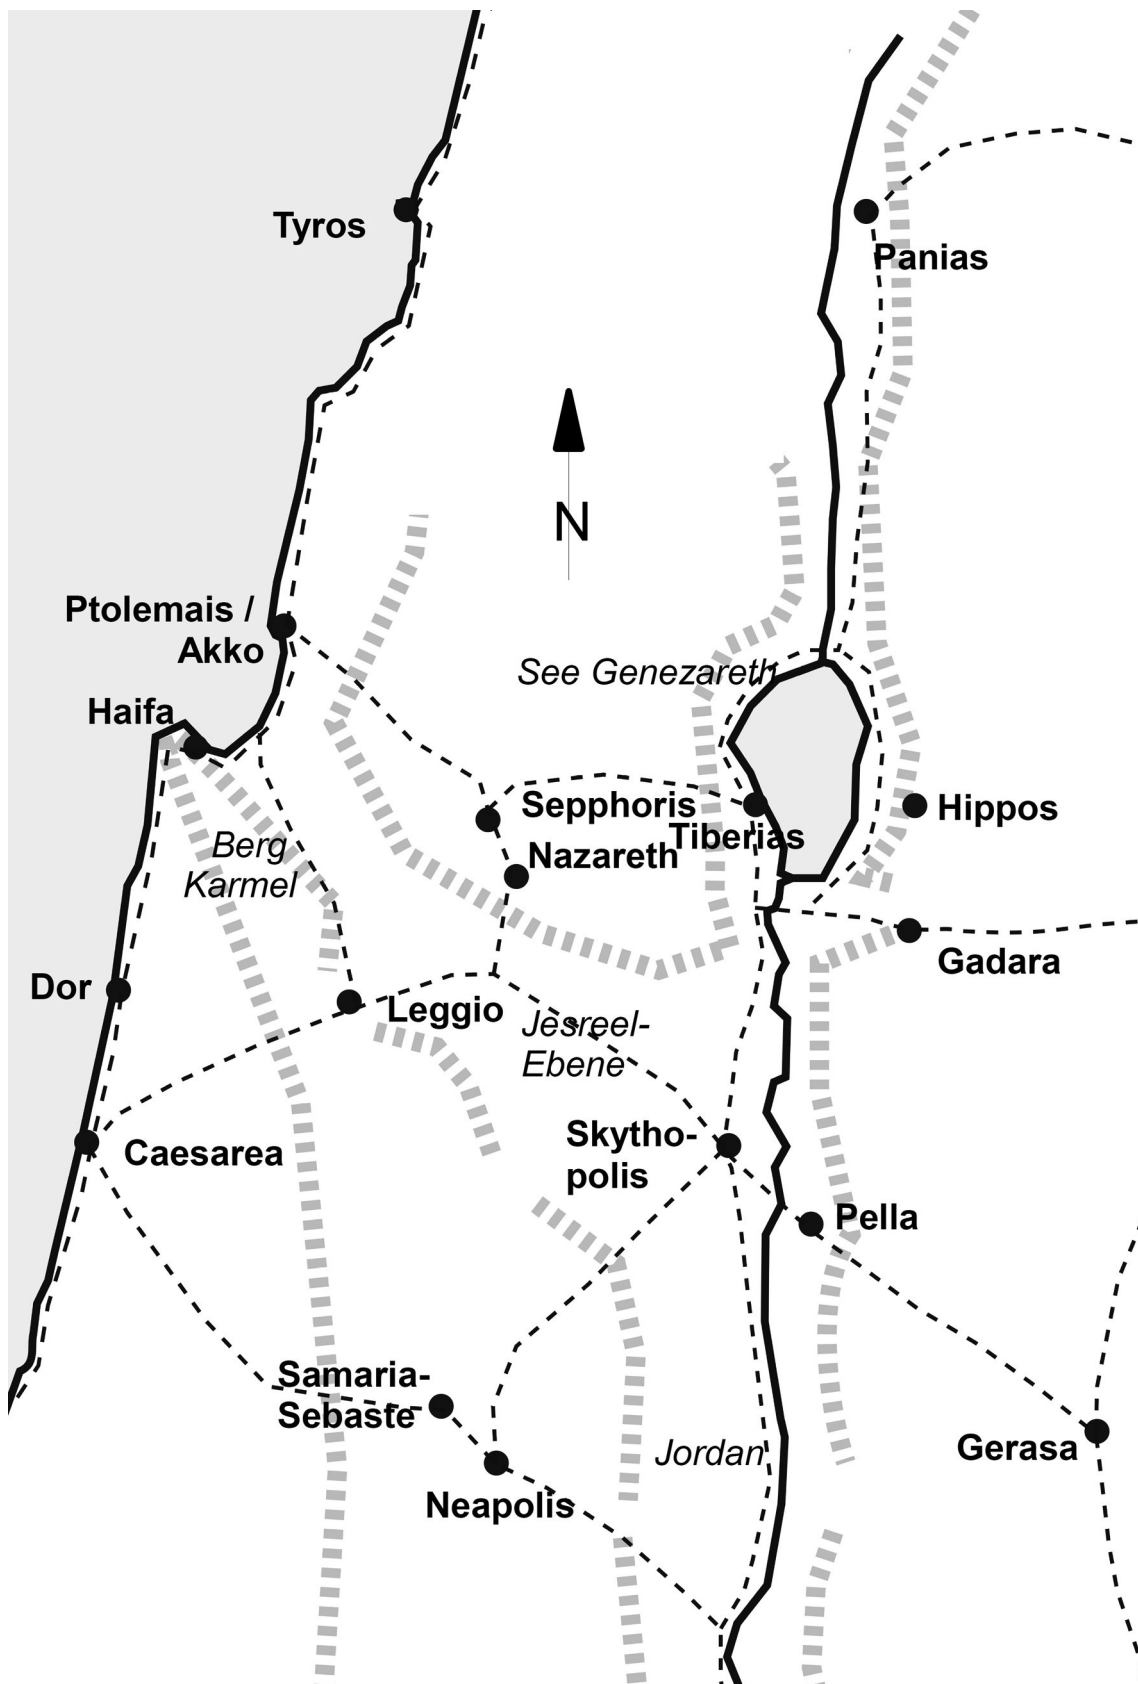 Tyros
Panias
N
Ptolemais /
Akko
See Genezareth
Haifa
Sepphoris
Tiberias
Hippos
Berg
Karmel
Nazareth
Gadara
Dor
Leggio
Jesreel-
Ebene
Skytho-
polis
Caesarea
Pella
Samaria-
Sebaste
Jordan
Gerasa
Neapolis